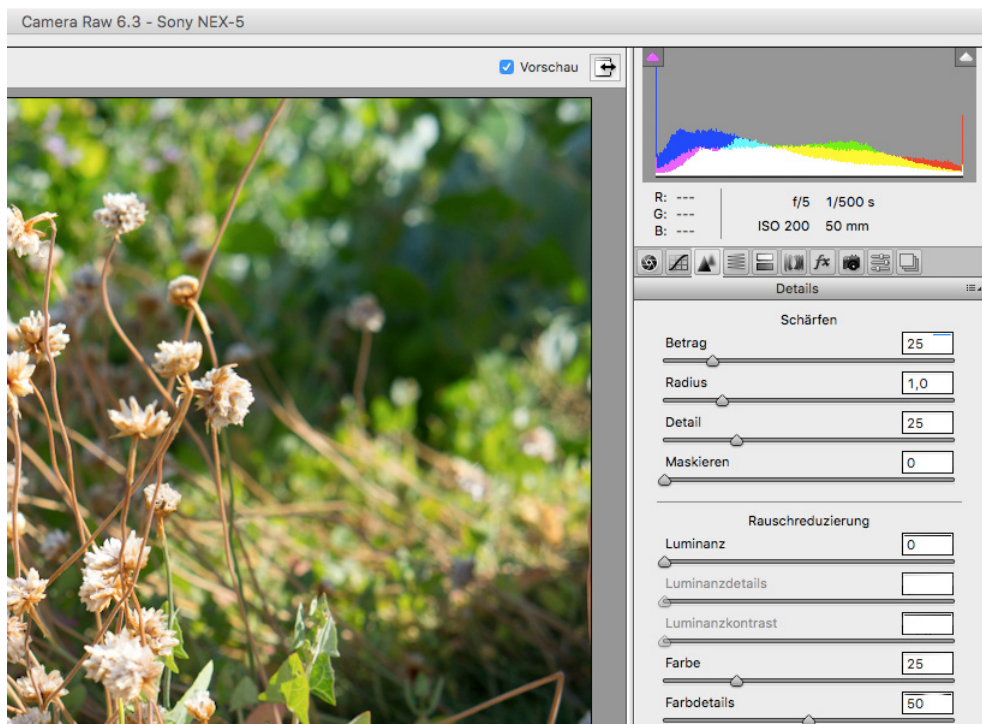 Camera Raw 6.3 - Sony NEX-5
Vorschau
R: ---
G: ---
B: ---
f/5 1/500 s
ISO 200 50 mm
fx
Details
Schärfen
Betrag 25
Radius 1,0
Detail 25
Maskieren 0
Rauschreduzierung
Luminanz 0
Luminanzdetails
Luminanzkontrast
Farbe 25
Farbdetails 50